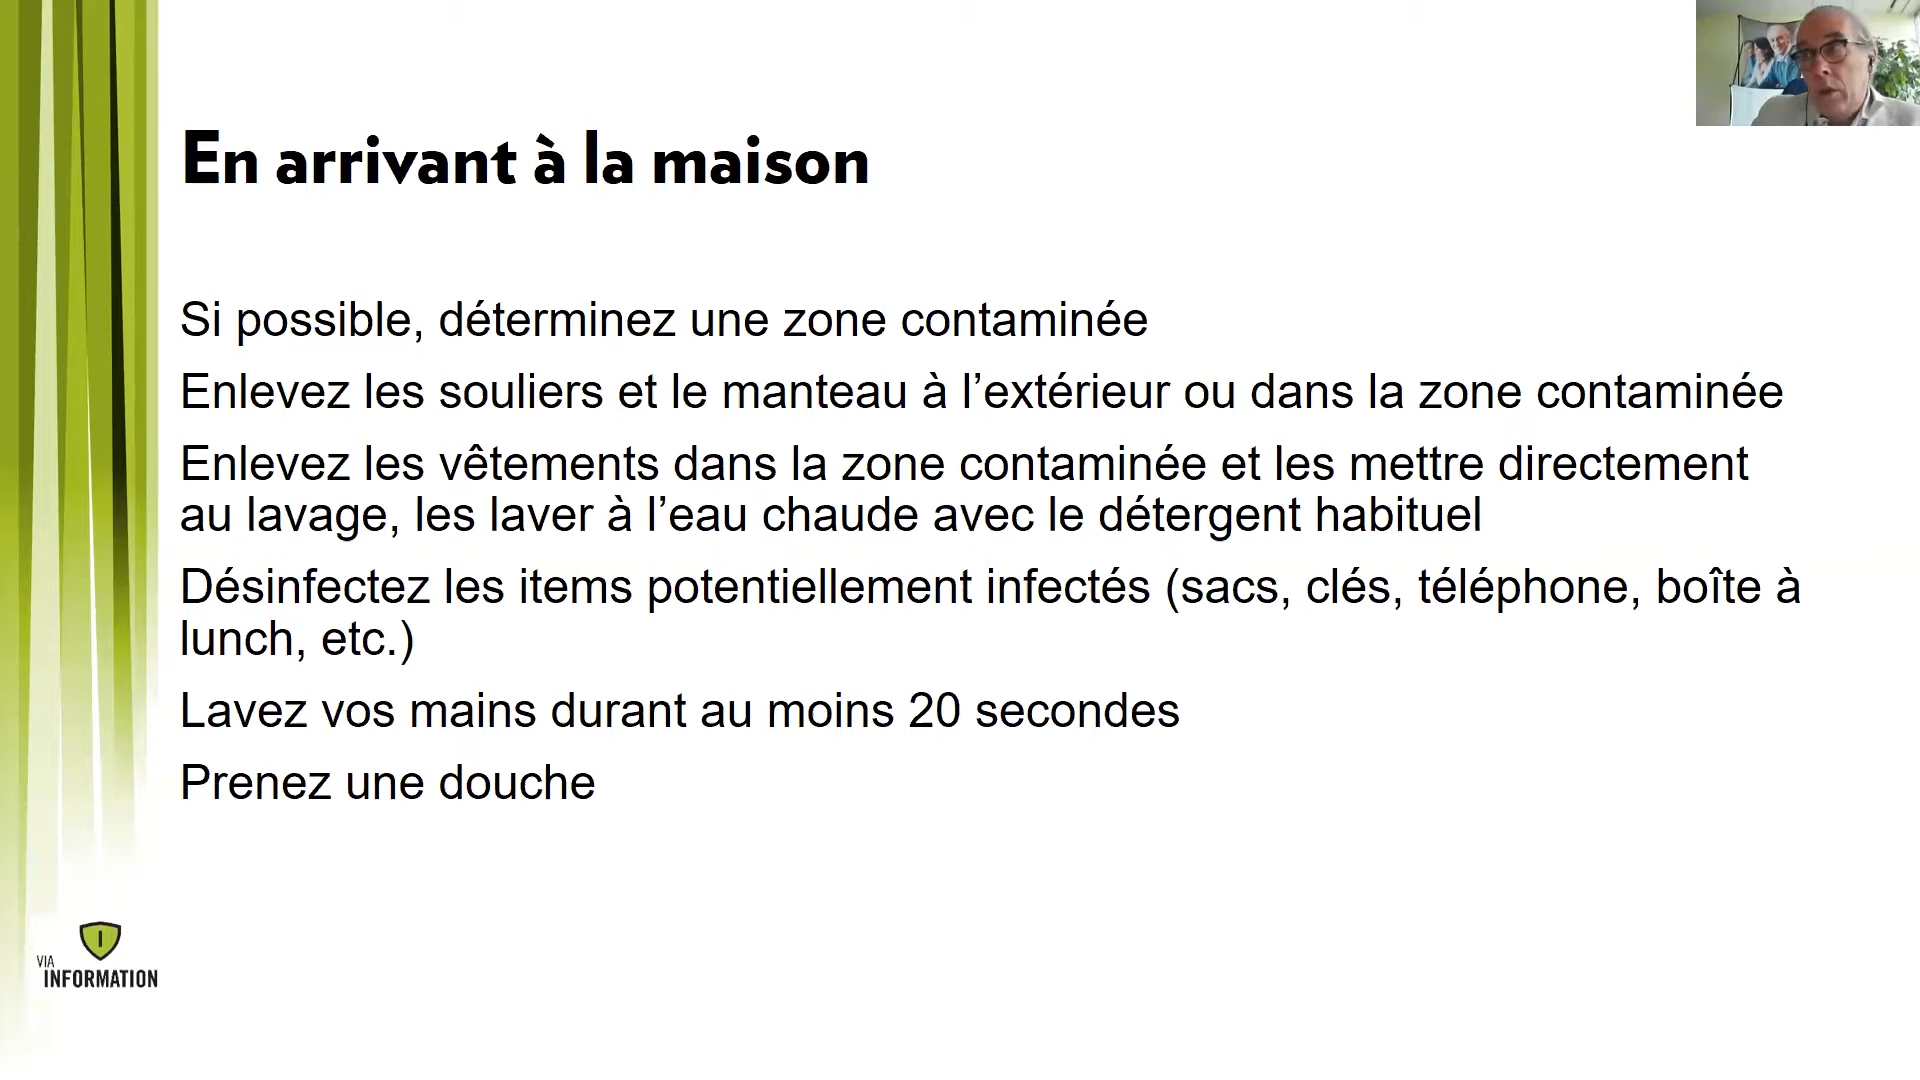 En arrivant à la maison
Si possible, déterminez une zone contaminée
Enlevez les souliers et le manteau à l’extérieur ou dans la zone contaminée
Enlevez les vêtements dans la zone contaminée et les mettre directement
au lavage, les laver à l’eau chaude avec le détergent habituel
Désinfectez les items potentiellement infectés (sacs, clés, téléphone, boîte à
lunch, etc.)
Lavez vos mains durant au moins 20 secondes
Prenez une douche
I
VIA
INFORMATION